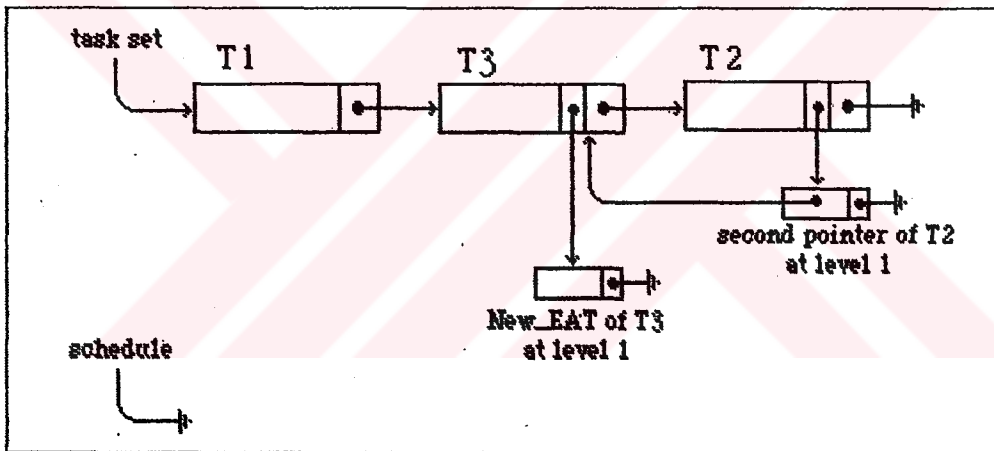 task set
T1
T3
T2
second pointer of T2
at level 1
New_EAT of T3
at level 1
schedule